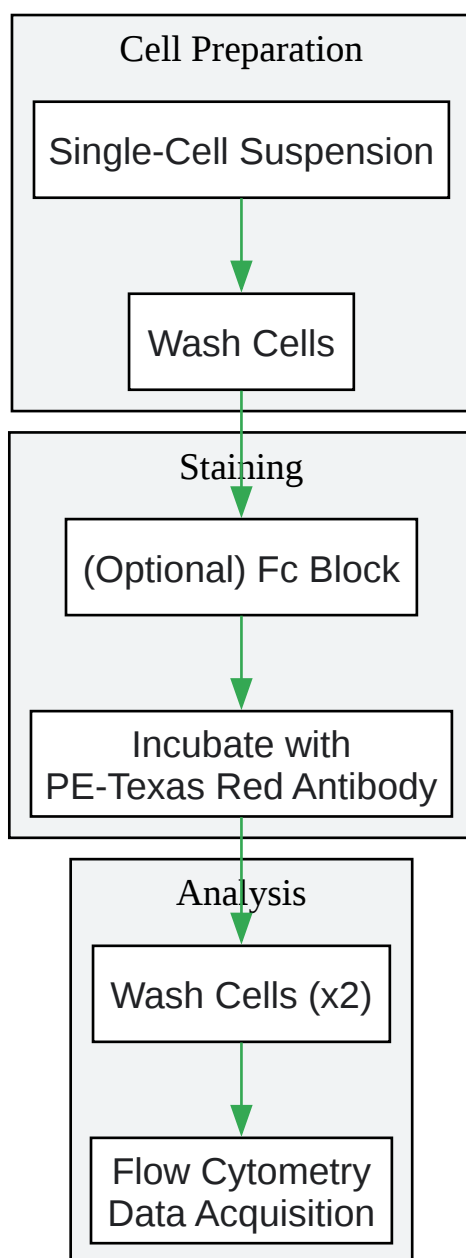 Cell Preparation
Single-Cell Suspension
Wash Cells
Staining
(Optional) Fc Block
Incubate with
PE-Texas Red Antibody
Analysis
Wash Cells (x2)
Flow Cytometry
Data Acquisition